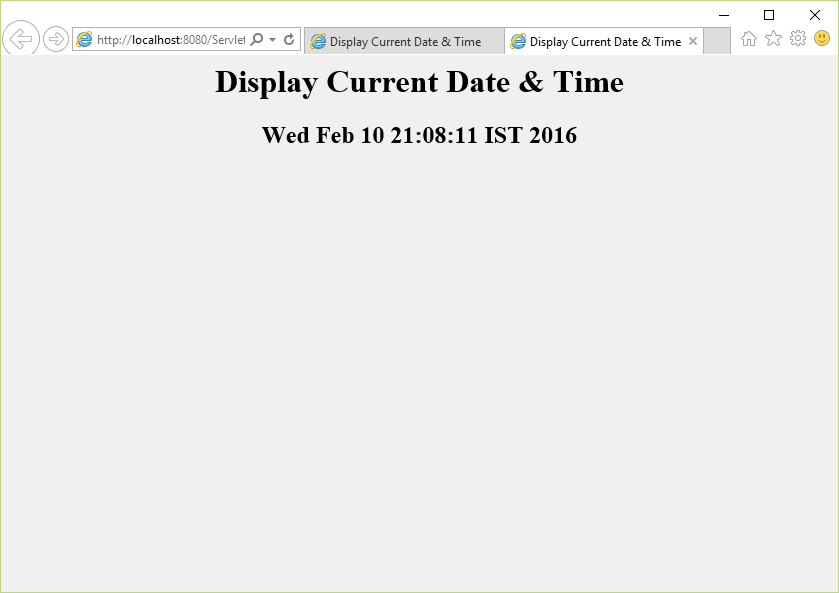 http://localhost:8080/Servlet
Display Current Date & Time
Display Current Date & Time
Display Current Date & Time
Wed Feb 10 21:08:11 IST 2016